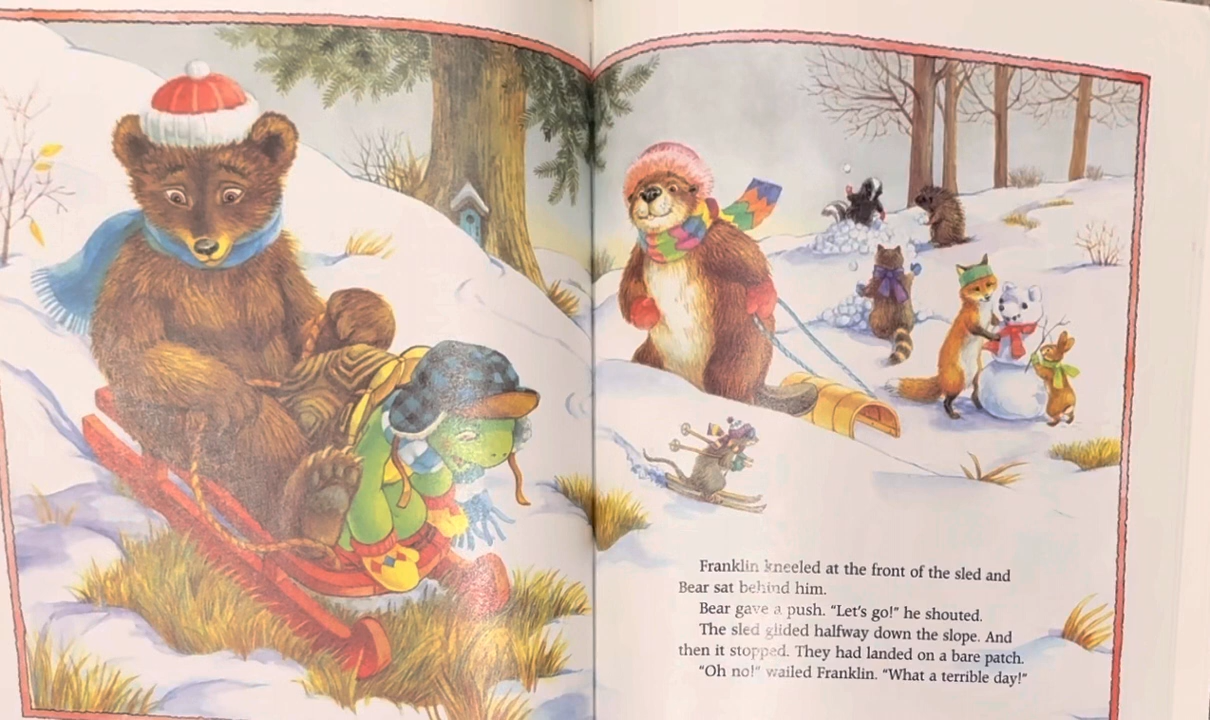 Franklin kneeled at the front of the sled and
Bear sat behind him.
Bear gave a push. “Let's go!” he shouted.
The sled glided halfway down the slope. And
then it stopped. They had landed on a bare patch.
“Oh no!” wailed Franklin. “What a terrible day!”